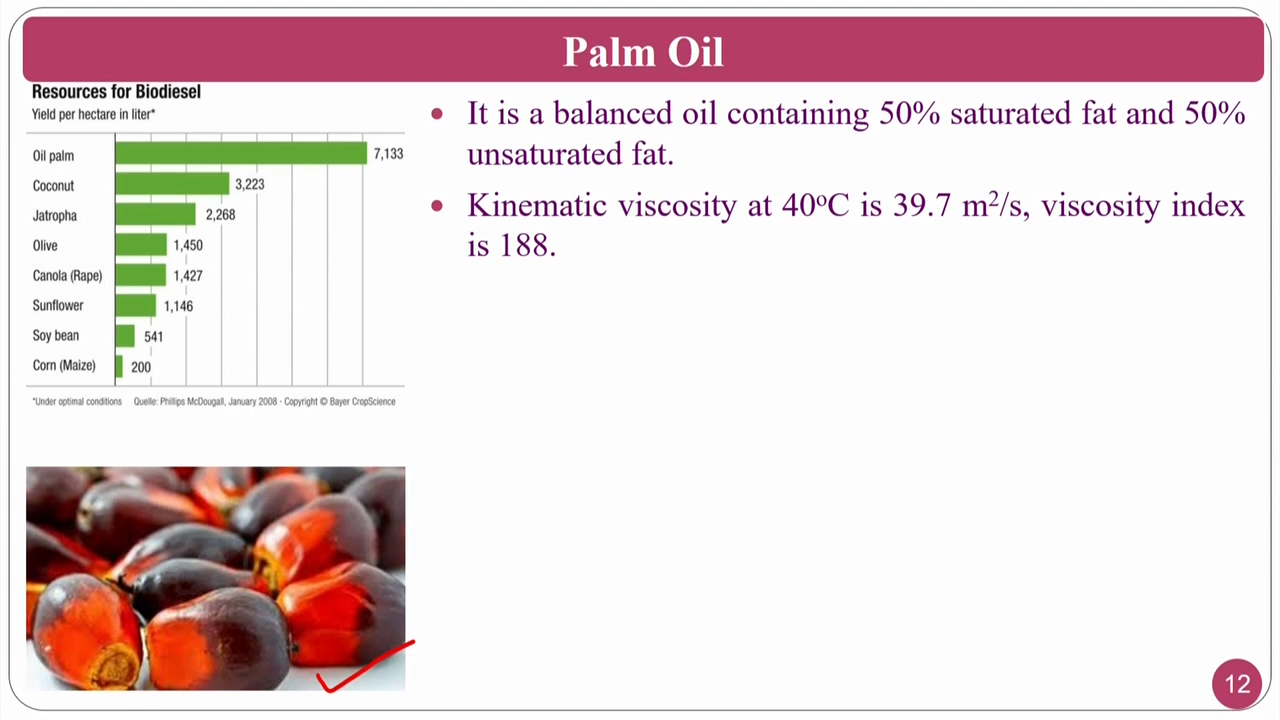 Palm Oil
Resources for Biodiesel
Yield per hectare in liter*
Oil palm 7,133
Coconut 3,223
Jatropha 2,268
Olive 1,450
Canola (Rape) 1,427
Sunflower 1,146
Soy bean 541
Corn (Maize) 200
*Under optimal conditions Quelle: Phillips McDougall, January 2008 · Copyright © Bayer CropScience
• It is a balanced oil containing 50% saturated fat and 50%
unsaturated fat.
• Kinematic viscosity at 40ºC is 39.7 m²/s, viscosity index
is 188.
12